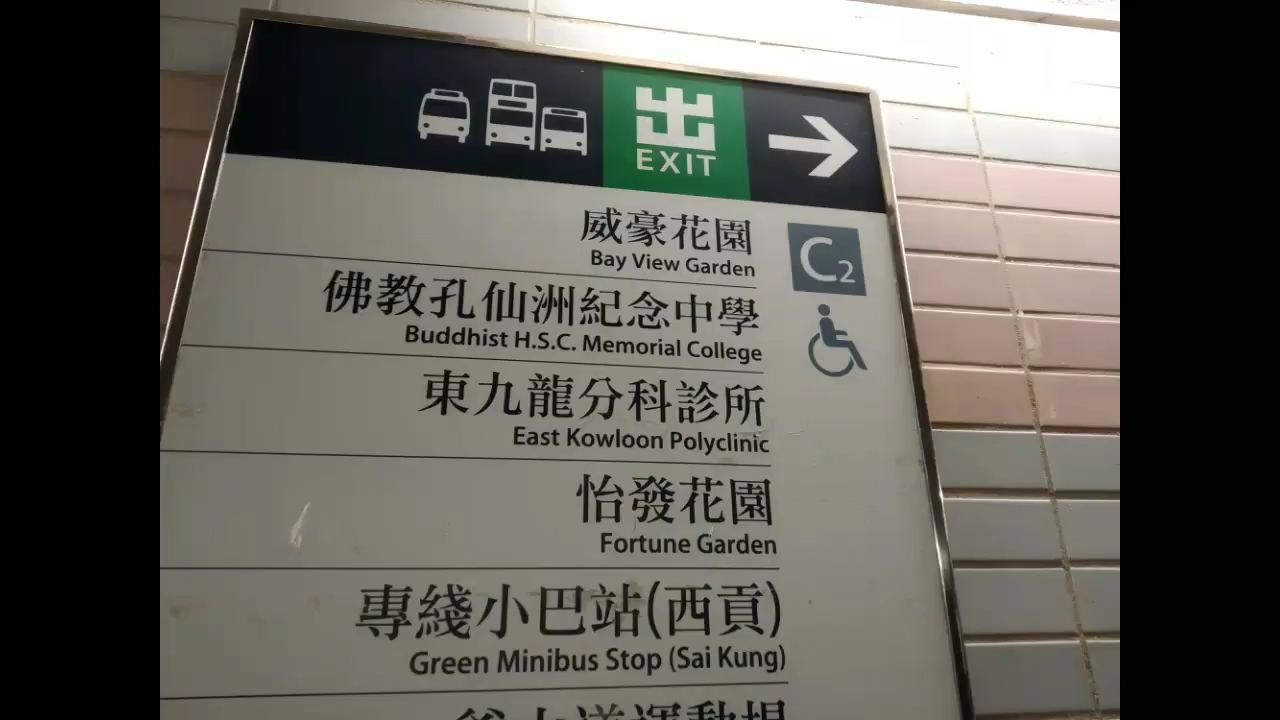 出
EXIT
威豪花園
Bay View Garden
C2
佛教孔仙洲紀念中學
Buddhist H.S.C. Memorial College
東九龍分科診所
East Kowloon Polyclinic
怡發花園
Fortune Garden
專綫小巴站(西貢)
Green Minibus Stop (Sai Kung)